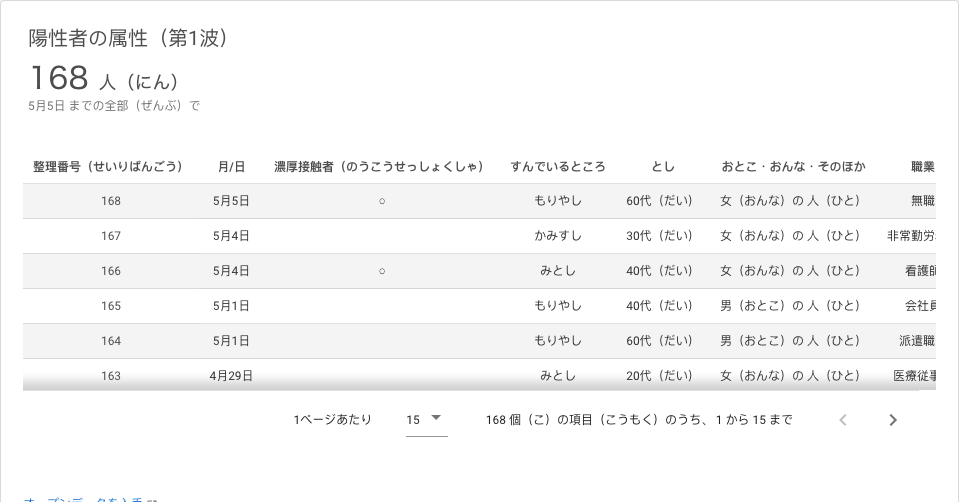 陽性者の属性（第1波）
168 人（にん）
5月5日 までの全部（ぜんぶ）で
整理番号（せいりばんごう） 月/日 濃厚接触者（のうこうせっしょくしゃ） すんでいるところ とし おとこ・おんな・そのほか 職業
168 5月5日 ○ もりやし 60代（だい） 女（おんな）の 人（ひと） 無職
167 5月4日 かみすし 30代（だい） 女（おんな）の 人（ひと） 非常勤労
166 5月4日 ○ みとし 40代（だい） 女（おんな）の 人（ひと） 看護師
165 5月1日 もりやし 40代（だい） 男（おとこ）の 人（ひと） 会社員
164 5月1日 もりやし 60代（だい） 男（おとこ）の 人（ひと） 派遣職
163 4月29日 みとし 20代（だい） 女（おんな）の 人（ひと） 医療従事
1ページあたり 15 168 個（こ）の項目（こうもく）のうち、1 から 15 まで
オープンデータを入手